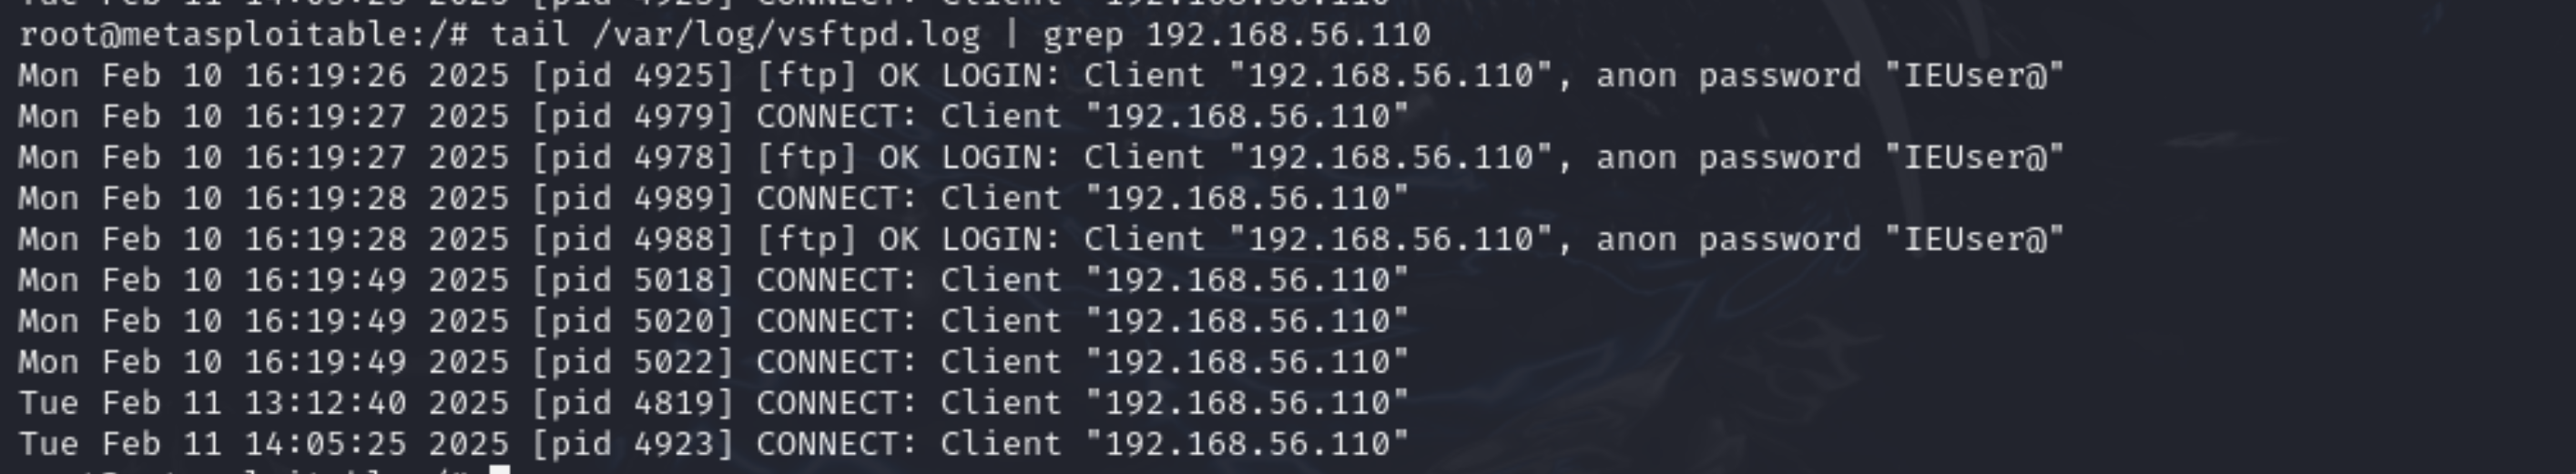 root@metasploitable:/# tail /var/log/vsftpd.log | grep 192.168.56.110
Mon Feb 10 16:19:26 2025 [pid 4925] [ftp] OK LOGIN: Client "192.168.56.110", anon password "IEUser@"
Mon Feb 10 16:19:27 2025 [pid 4979] CONNECT: Client "192.168.56.110"
Mon Feb 10 16:19:27 2025 [pid 4978] [ftp] OK LOGIN: Client "192.168.56.110", anon password "IEUser@"
Mon Feb 10 16:19:28 2025 [pid 4989] CONNECT: Client "192.168.56.110"
Mon Feb 10 16:19:28 2025 [pid 4988] [ftp] OK LOGIN: Client "192.168.56.110", anon password "IEUser@"
Mon Feb 10 16:19:49 2025 [pid 5018] CONNECT: Client "192.168.56.110"
Mon Feb 10 16:19:49 2025 [pid 5020] CONNECT: Client "192.168.56.110"
Mon Feb 10 16:19:49 2025 [pid 5022] CONNECT: Client "192.168.56.110"
Tue Feb 11 13:12:40 2025 [pid 4819] CONNECT: Client "192.168.56.110"
Tue Feb 11 14:05:25 2025 [pid 4923] CONNECT: Client "192.168.56.110"